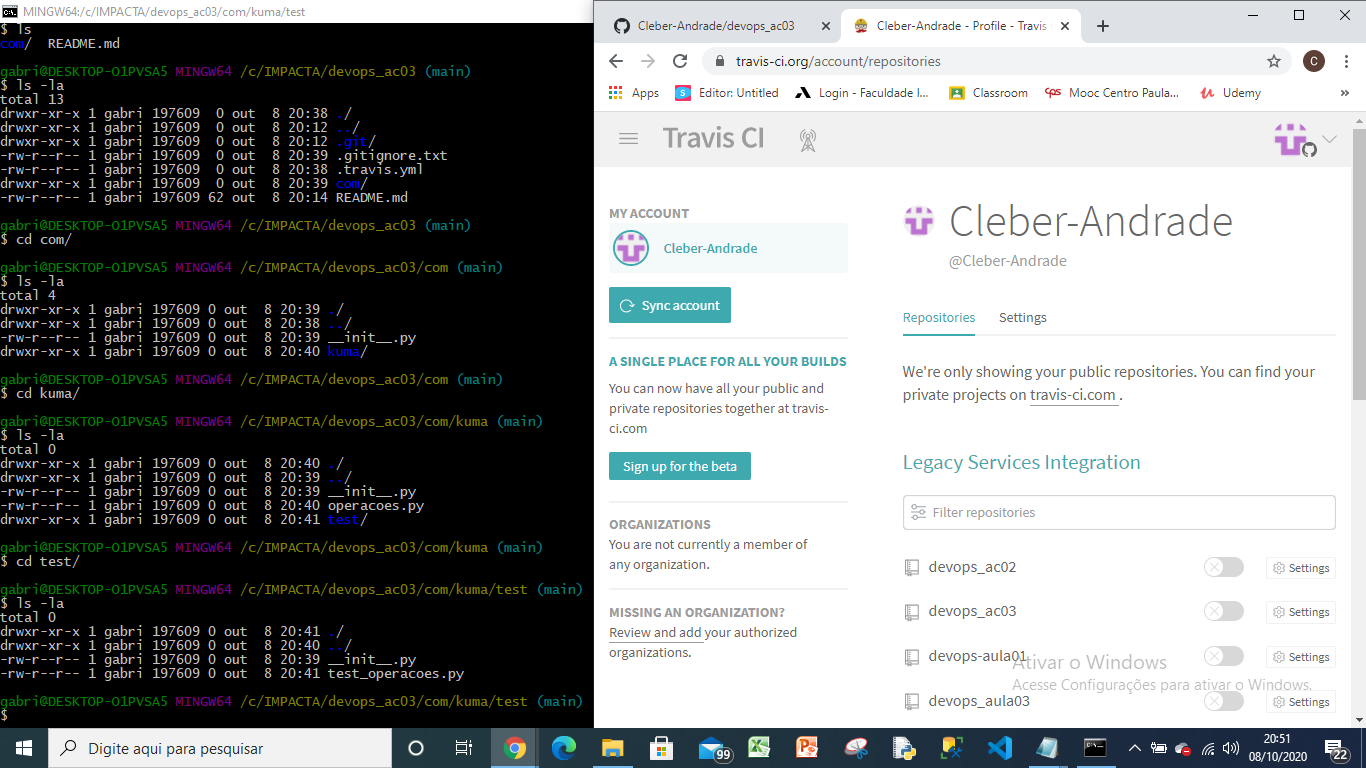 MINGW64:/c/IMPACTA/devops_ac03/com/kuma/test
$ ls
com/  README.md
gabri@DESKTOP-O1PVSA5 MINGW64 /c/IMPACTA/devops_ac03 (main)
$ ls -la
total 13
drwxr-xr-x 1 gabri 197609  0 out  8 20:38 ./
drwxr-xr-x 1 gabri 197609  0 out  8 20:12 ../
drwxr-xr-x 1 gabri 197609  0 out  8 20:12 .git/
-rw-r--r-- 1 gabri 197609  0 out  8 20:39 .gitignore.txt
-rw-r--r-- 1 gabri 197609  0 out  8 20:38 .travis.yml
drwxr-xr-x 1 gabri 197609  0 out  8 20:39 com/
-rw-r--r-- 1 gabri 197609 62 out  8 20:14 README.md
gabri@DESKTOP-O1PVSA5 MINGW64 /c/IMPACTA/devops_ac03 (main)
$ cd com/
gabri@DESKTOP-O1PVSA5 MINGW64 /c/IMPACTA/devops_ac03/com (main)
$ ls -la
total 4
drwxr-xr-x 1 gabri 197609 0 out  8 20:39 ./
drwxr-xr-x 1 gabri 197609 0 out  8 20:38 ../
-rw-r--r-- 1 gabri 197609 0 out  8 20:39 __init__.py
drwxr-xr-x 1 gabri 197609 0 out  8 20:40 kuma/
gabri@DESKTOP-O1PVSA5 MINGW64 /c/IMPACTA/devops_ac03/com (main)
$ cd kuma/
gabri@DESKTOP-O1PVSA5 MINGW64 /c/IMPACTA/devops_ac03/com/kuma (main)
$ ls -la
total 0
drwxr-xr-x 1 gabri 197609 0 out  8 20:40 ./
drwxr-xr-x 1 gabri 197609 0 out  8 20:39 ../
-rw-r--r-- 1 gabri 197609 0 out  8 20:39 __init__.py
-rw-r--r-- 1 gabri 197609 0 out  8 20:40 operacoes.py
drwxr-xr-x 1 gabri 197609 0 out  8 20:41 test/
gabri@DESKTOP-O1PVSA5 MINGW64 /c/IMPACTA/devops_ac03/com/kuma (main)
$ cd test/
gabri@DESKTOP-O1PVSA5 MINGW64 /c/IMPACTA/devops_ac03/com/kuma/test (main)
$ ls -la
total 0
drwxr-xr-x 1 gabri 197609 0 out  8 20:41 ./
drwxr-xr-x 1 gabri 197609 0 out  8 20:40 ../
-rw-r--r-- 1 gabri 197609 0 out  8 20:39 __init__.py
-rw-r--r-- 1 gabri 197609 0 out  8 20:41 test_operacoes.py
gabri@DESKTOP-O1PVSA5 MINGW64 /c/IMPACTA/devops_ac03/com/kuma/test (main)
$
Cleber-Andrade/devops_ac03
Cleber-Andrade - Profile - Travis
travis-ci.org/account/repositories
C
Apps
Editor: Untitled
Login - Faculdade I...
Classroom
Mooc Centro Paula...
Udemy
»
Travis CI
MY ACCOUNT
Cleber-Andrade
Sync account
A SINGLE PLACE FOR ALL YOUR BUILDS
You can now have all your public and
private repositories together at travis-
ci.com
Sign up for the beta
ORGANIZATIONS
You are not currently a member of
any organization.
MISSING AN ORGANIZATION?
Review and add your authorized
organizations.
Cleber-Andrade
@Cleber-Andrade
Repositories Settings
We're only showing your public repositories. You can find your
private projects on travis-ci.com .
Legacy Services Integration
Filter repositories
devops_ac02 Settings
devops_ac03 Settings
devops-aula01 Settings
devops_aula03 Settings
Ativar o Windows
Acesse Configurações para ativar o Windows.
Digite aqui para pesquisar
99
20:51
08/10/2020
22